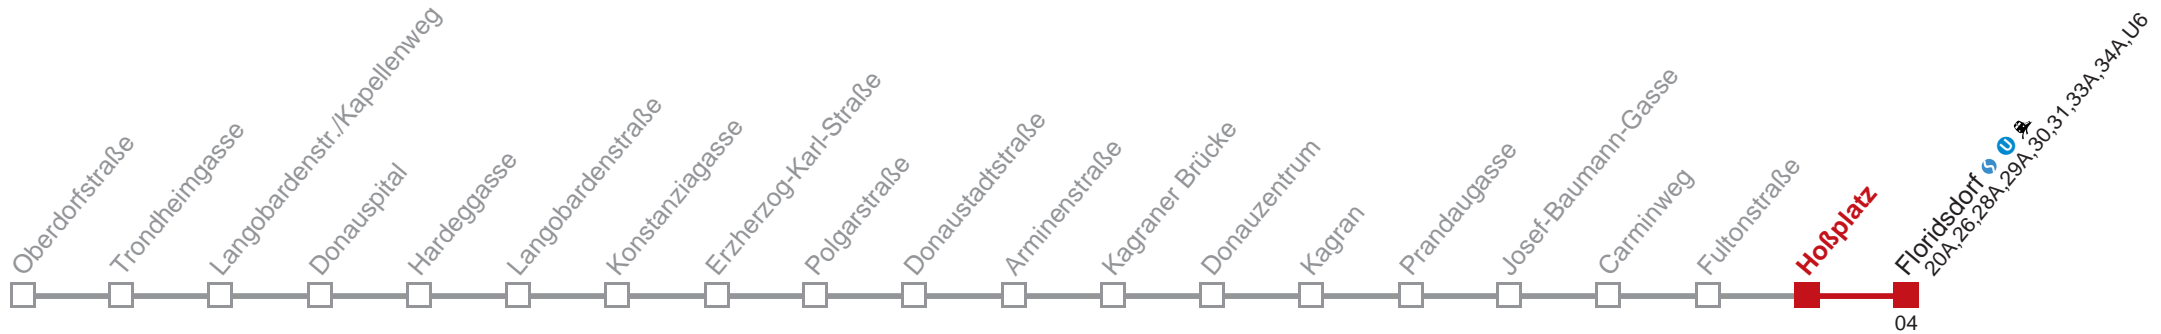 Oberdorfstraße
Trondheimgasse
Langobardenstr./Kapellenweg
Donauspital
Hardeggasse
Langobardenstraße
Konstanziagasse
Erzherzog-Karl-Straße
Polgarstraße
Donaustadtstraße
Arminenstraße
Kagraner Brücke
Donauzentrum
Kagran
Prandaugasse
Josef-Baumann-Gasse
Carminweg
Fultonstraße
Hoßplatz
Floridsdorf S U
20A,26,28A,29A,30,31,33A,34A,U6
04